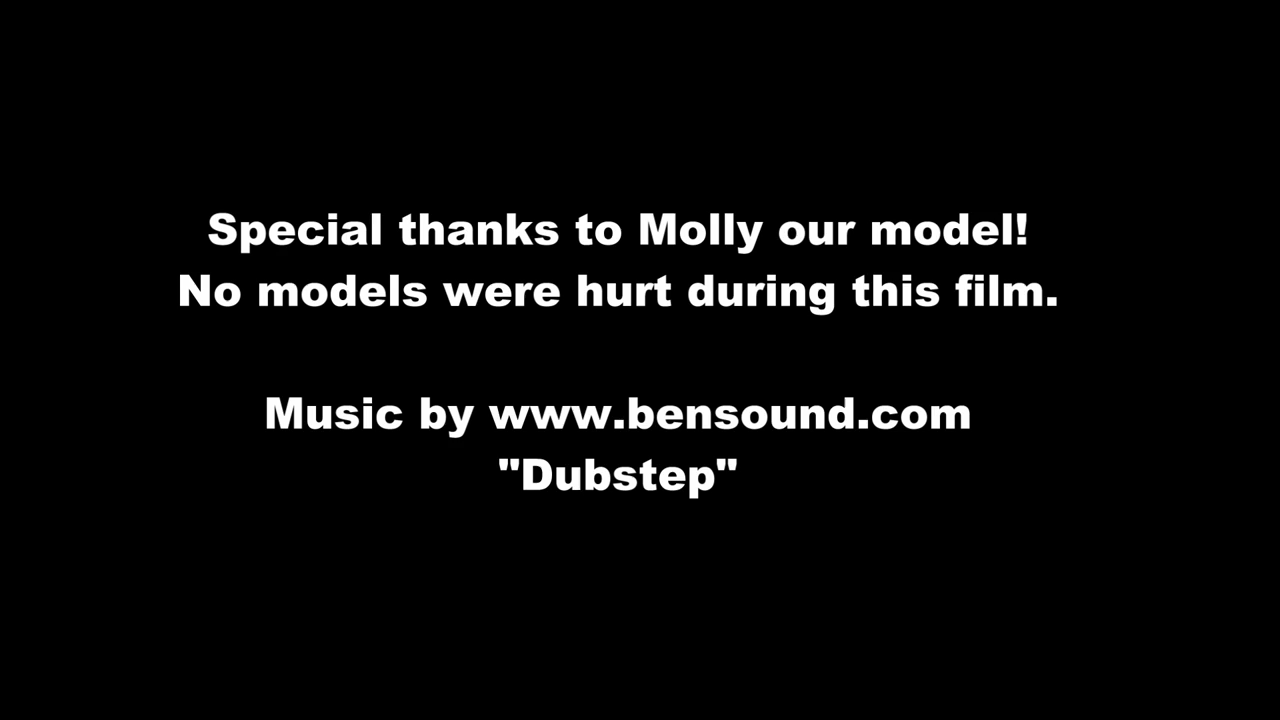 Special thanks to Molly our model!
No models were hurt during this film.
Music by www.bensound.com
"Dubstep"